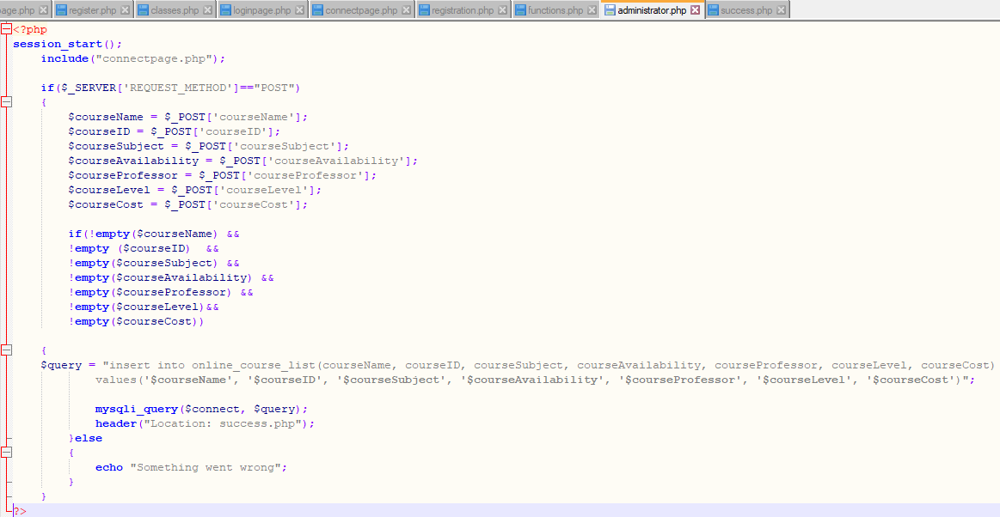 page.php register.php classes.php loginpage.php connectpage.php registration.php functions.php administrator.php success.php
<?php
session_start();
include("connectpage.php");
if($_SERVER['REQUEST_METHOD']=="POST")
{
$courseName = $_POST['courseName'];
$courseID = $_POST['courseID'];
$courseSubject = $_POST['courseSubject'];
$courseAvailability = $_POST['courseAvailability'];
$courseProfessor = $_POST['courseProfessor'];
$courseLevel = $_POST['courseLevel'];
$courseCost = $_POST['courseCost'];
if(!empty($courseName) &&
!empty ($courseID)  &&
!empty($courseSubject) &&
!empty($courseAvailability) &&
!empty($courseProfessor) &&
!empty($courseLevel)&&
!empty($courseCost))
{
$query = "insert into online_course_list(courseName, courseID, courseSubject, courseAvailability, courseProfessor, courseLevel, courseCost)
values('$courseName', '$courseID', '$courseSubject', '$courseAvailability', '$courseProfessor', '$courseLevel', '$courseCost')";
mysqli_query($connect, $query);
header("Location: success.php");
}else
{
echo "Something went wrong";
}
}
?>